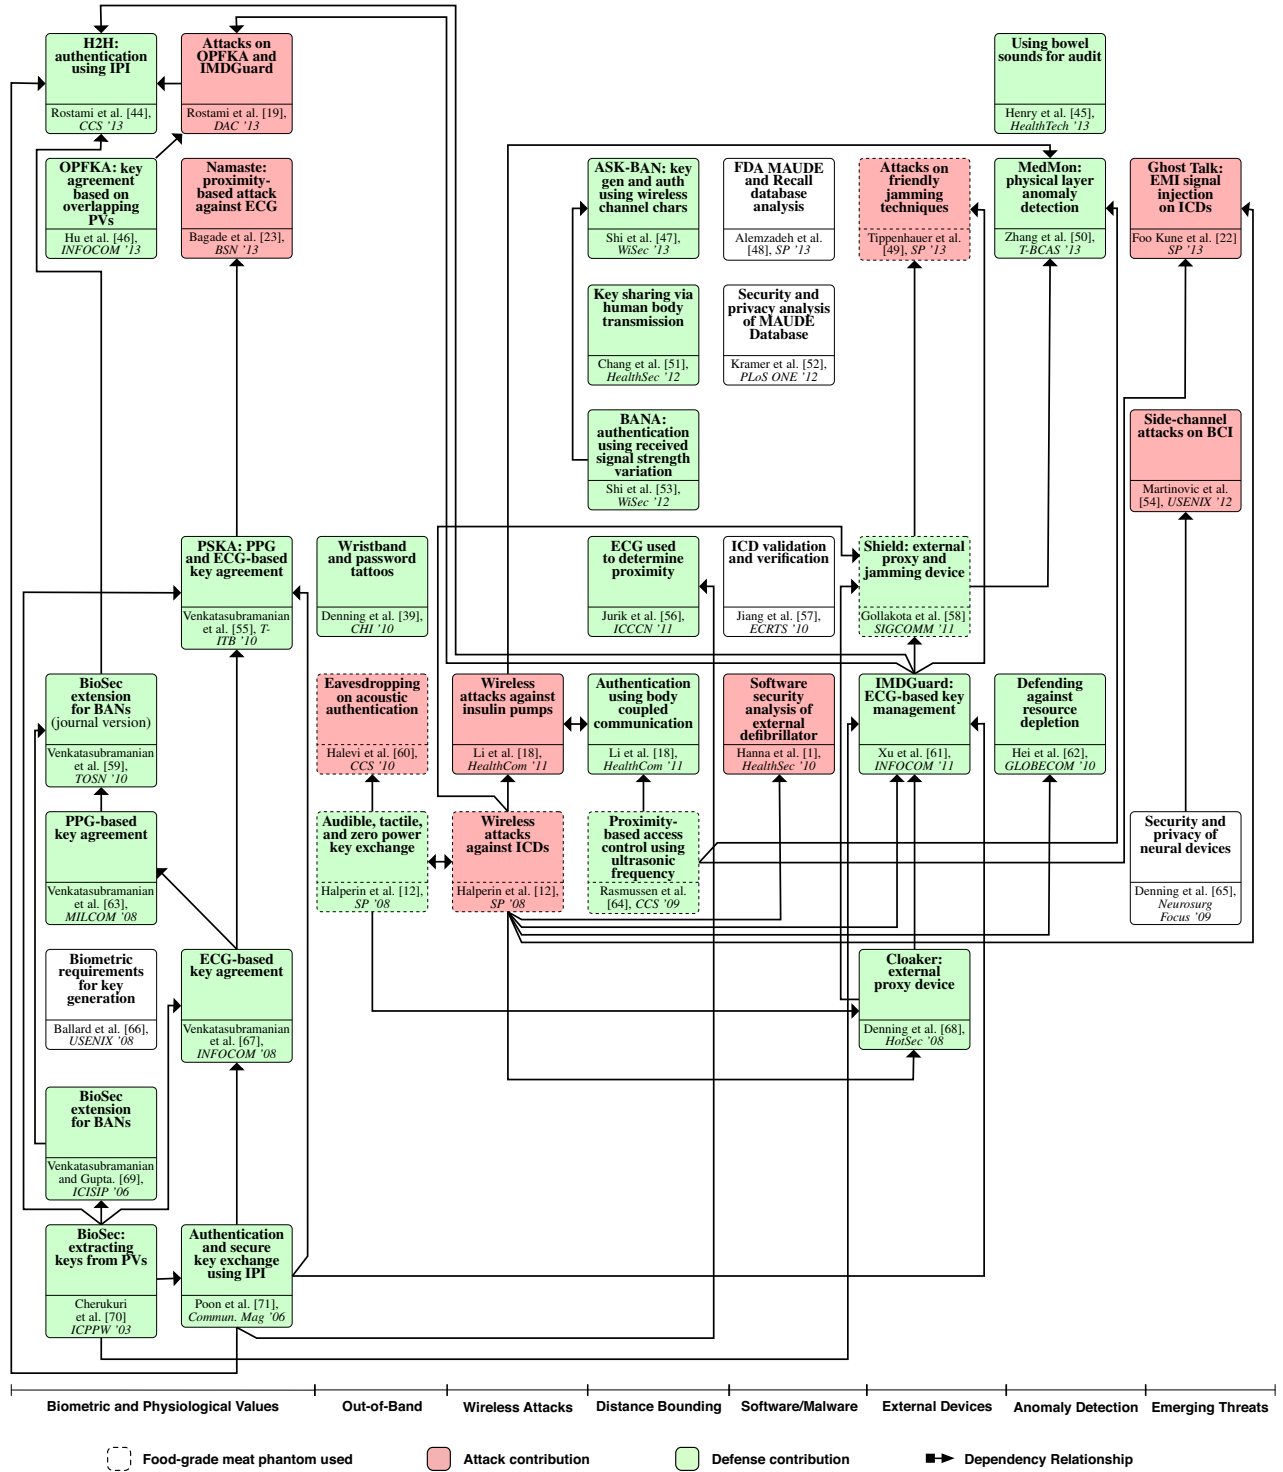 H2H:
authentication
using IPI
Rostami et al. [44],
CCS '13
Attacks on
OPFKA and
IMDGuard
Rostami et al. [19],
DAC '13
Using bowel
sounds for audit
Henry et al. [45],
HealthTech '13
OPFKA: key
agreement
based on
overlapping
PVs
Hu et al. [46],
INFOCOM '13
Namaste:
proximity-
based attack
against ECG
Bagade et al. [23],
BSN '13
ASK-BAN: key
gen and auth
using wireless
channel chars
Shi et al. [47],
WiSec '13
FDA MAUDE
and Recall
database
analysis
Alemzadeh et al.
[48], SP '13
Attacks on
friendly
jamming
techniques
Tippenhauer et al.
[49], SP '13
MedMon:
physical layer
anomaly
detection
Zhang et al. [50],
T-BCAS '13
Ghost Talk:
EMI signal
injection
on ICDs
Foo Kune et al. [22]
SP '13
Key sharing via
human body
transmission
Chang et al. [51],
HealthSec '12
Security and
privacy analysis
of MAUDE
Database
Kramer et al. [52],
PLoS ONE '12
BANA:
authentication
using received
signal strength
variation
Shi et al. [53],
WiSec '12
Side-channel
attacks on BCI
Martinovic et al.
[54], USENIX '12
PSKA: PPG
and ECG-based
key agreement
Venkatasubramanian
et al. [55], T-
ITB '10
Wristband
and password
tattoos
Denning et al. [39],
CHI '10
ECG used
to determine
proximity
Jurik et al. [56],
ICCCN '11
ICD validation
and verification
Jiang et al. [57],
ECRTS '10
Shield: external
proxy and
jamming device
Gollakota et al. [58]
SIGCOMM '11
BioSec
extension
for BANs
(journal version)
Venkatasubramanian
et al. [59],
TOSN '10
Eavesdropping
on acoustic
authentication
Halevi et al. [60],
CCS '10
Wireless
attacks against
insulin pumps
Li et al. [18],
HealthCom '11
Authentication
using body
coupled
communication
Li et al. [18],
HealthCom '11
Software
security
analysis of
external
defibrillator
Hanna et al. [1],
HealthSec '10
IMDGuard:
ECG-based key
management
Xu et al. [61],
INFOCOM '11
Defending
against
resource
depletion
Hei et al. [62],
GLOBECOM '10
PPG-based
key agreement
Venkatasubramanian
et al. [63],
MILCOM '08
Audible, tactile,
and zero power
key exchange
Halperin et al. [12],
SP '08
Wireless
attacks
against ICDs
Halperin et al. [12],
SP '08
Proximity-
based access
control using
ultrasonic
frequency
Rasmussen et al.
[64], CCS '09
Security and
privacy of
neural devices
Denning et al. [65],
Neurosurg
Focus '09
Biometric
requirements
for key
generation
Ballard et al. [66],
USENIX '08
ECG-based
key agreement
Venkatasubramanian
et al. [67],
INFOCOM '08
Cloaker:
external
proxy device
Denning et al. [68],
HotSec '08
BioSec
extension
for BANs
Venkatasubramanian
and Gupta. [69],
ICISIP '06
BioSec:
extracting
keys from PVs
Cherukuri
et al. [70]
ICPPW '03
Authentication
and secure
key exchange
using IPI
Poon et al. [71],
Commun. Mag '06
Biometric and Physiological Values
Out-of-Band
Wireless Attacks
Distance Bounding
Software/Malware
External Devices
Anomaly Detection
Emerging Threats
Food-grade meat phantom used
Attack contribution
Defense contribution
Dependency Relationship